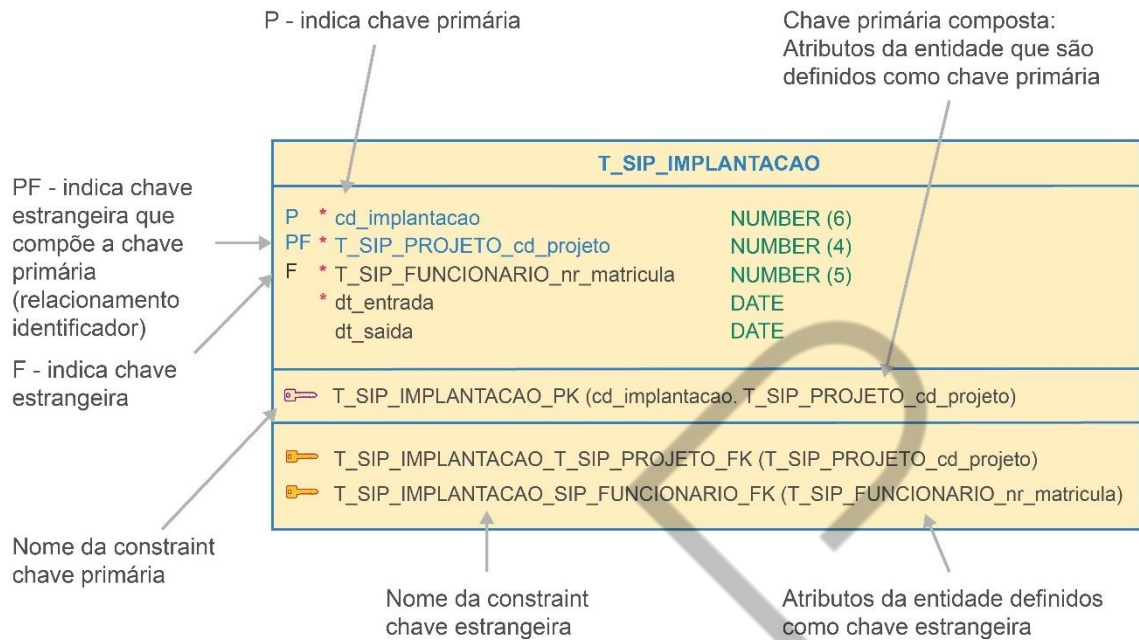 P - indica chave primária
Chave primária composta:
Atributos da entidade que são
definidos como chave primária
PF - indica chave
estrangeira que
compõe a chave
primária
(relacionamento
identificador)
F - indica chave
estrangeira
T_SIP_IMPLANTACAO
P * cd_implantacao NUMBER (6)
PF * T_SIP_PROJETO_cd_projeto NUMBER (4)
F * T_SIP_FUNCIONARIO_nr_matricula NUMBER (5)
* dt_entrada DATE
dt_saida DATE
T_SIP_IMPLANTACAO_PK (cd_implantacao. T_SIP_PROJETO_cd_projeto)
T_SIP_IMPLANTACAO_T_SIP_PROJETO_FK (T_SIP_PROJETO_cd_projeto)
T_SIP_IMPLANTACAO_SIP_FUNCIONARIO_FK (T_SIP_FUNCIONARIO_nr_matricula)
Nome da constraint
chave primária
Nome da constraint
chave estrangeira
Atributos da entidade definidos
como chave estrangeira